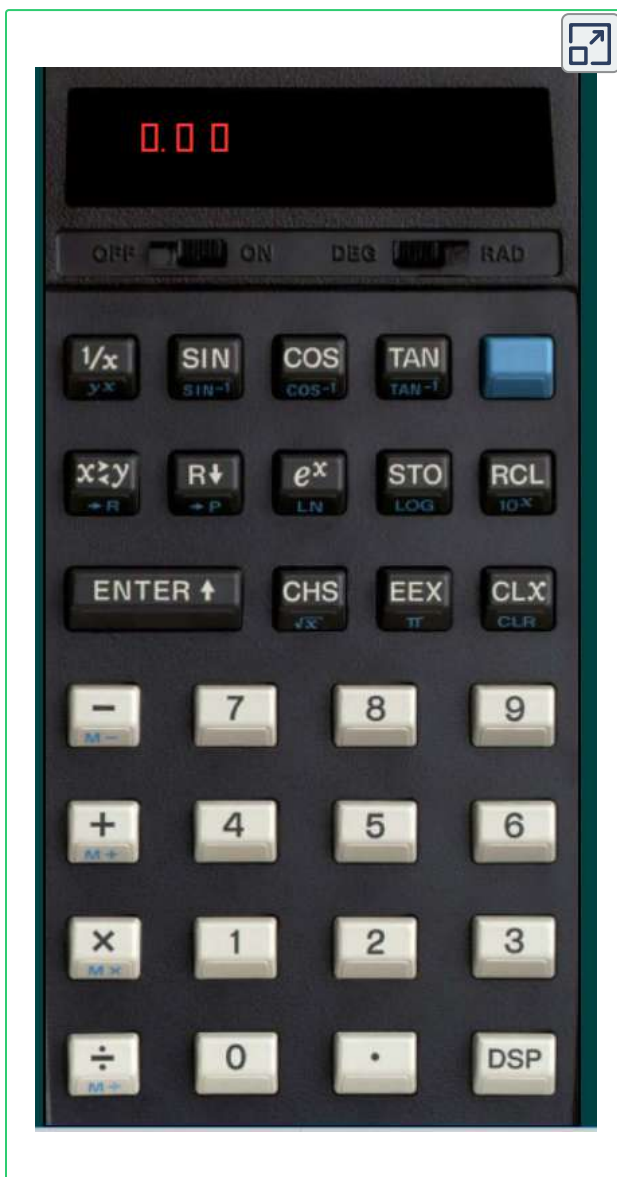 0.00
OFF ON DEG RAD
1/x SIN COS TAN
yx SIN-1 COS-1 TAN-1
x≷y R↓ eˣ STO RCL
→R →P LN LOG 10ˣ
ENTER↑ CHS EEX CLX
√x π CLR
− 7 8 9
M−
+ 4 5 6
M+
× 1 2 3
M×
÷ 0 · DSP
M÷